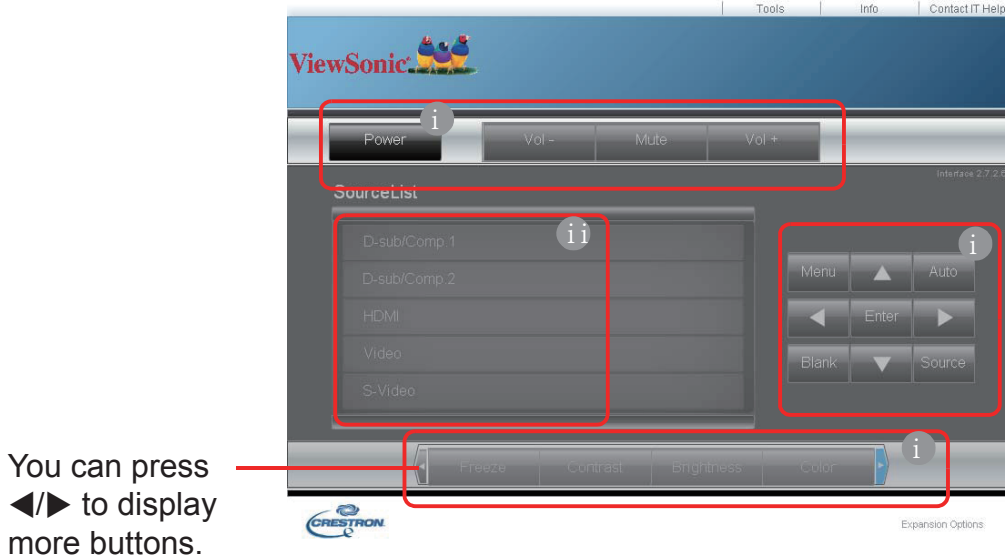 Tools Info Contact IT Help
ViewSonic
i
Power Vol - Mute Vol +
Interface 2.7.2.6
SourceList
D-sub/Comp.1
ii
i
D-sub/Comp.2
Menu Auto
HDMI
Enter
Video
Blank Source
S-Video
i
Freeze Contrast Brightness Color
You can press
◀/▶ to display
more buttons.
CRESTRON
Expansion Options